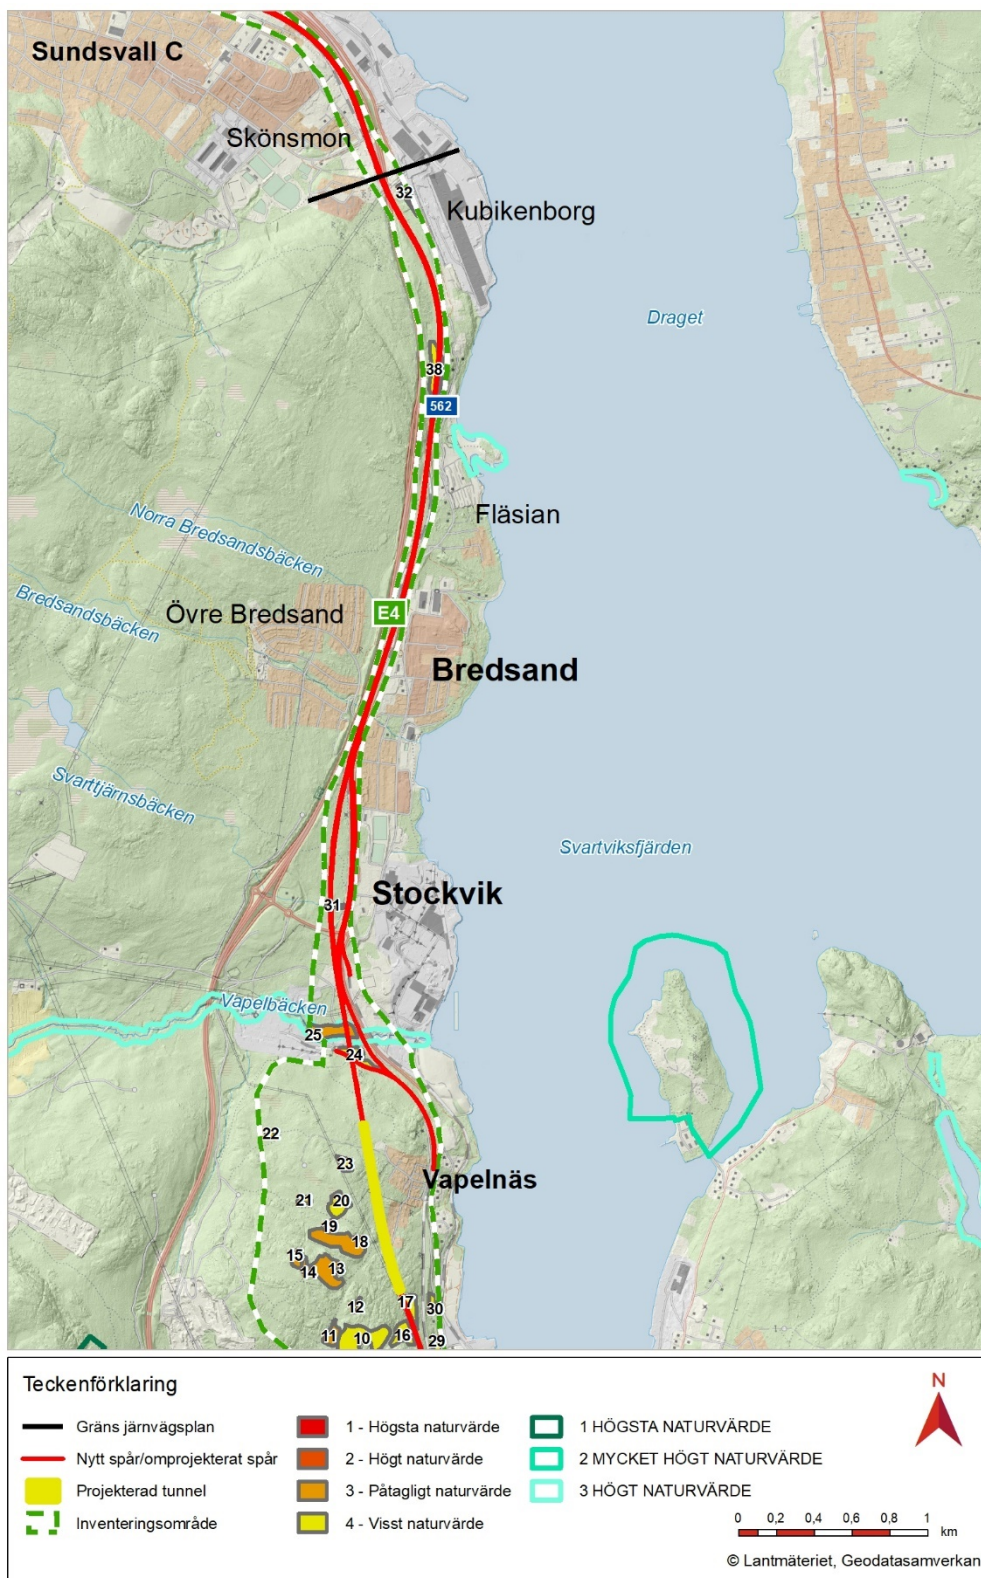 Sundsvall C
Skönsmon
32
Kubikenborg
Draget
38
562
Fläsian
Norra Bredsandsbäcken
Bredsandsbäcken
Övre Bredsand
E4
Bredsand
Svarttjärnsbäcken
Svartviksfjärden
Stockvik
31
Vapelbäcken
25
24
22
23
Vapelnäs
21
20
19
18
15
14
13
12
17
30
11
10
16
29
Teckenförklaring
Gräns järnvägsplan
Nytt spår/omprojekterat spår
Projekterad tunnel
Inventeringsområde
1 - Högsta naturvärde
2 - Högt naturvärde
3 - Påtagligt naturvärde
4 - Visst naturvärde
1 HÖGSTA NATURVÄRDE
2 MYCKET HÖGT NATURVÄRDE
3 HÖGT NATURVÄRDE
N
0 0,2 0,4 0,6 0,8 1
km
© Lantmäteriet, Geodatasamverkan